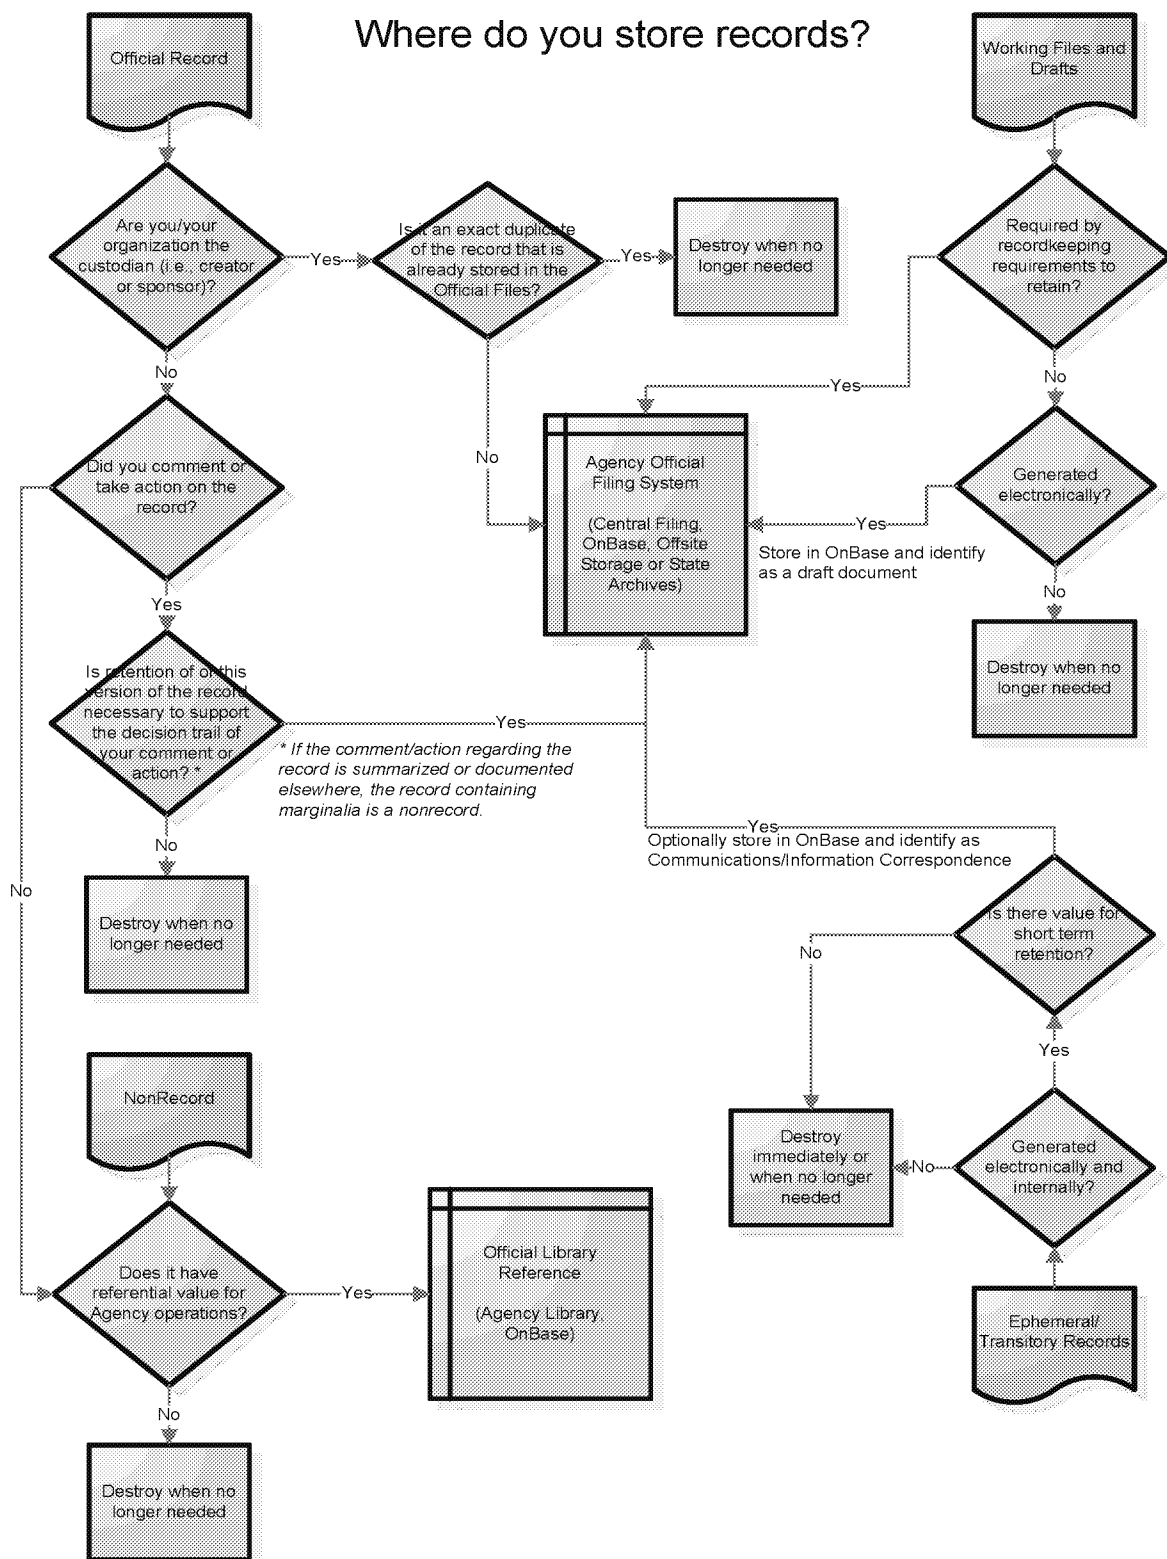 Where do you store records?
Official Record
Working Files and
Drafts
Are you/your
organization the
custodian (i.e., creator
or sponsor)?
Yes
Is it an exact duplicate
of the record that is
already stored in the
Official Files?
Yes
Destroy when no
longer needed
Required by
recordkeeping
requirements to
retain?
No
Yes
No
Did you comment or
take action on the
record?
No
Agency Official
Filing System
(Central Filing,
OnBase, Offsite
Storage or State
Archives)
Generated
electronically?
Yes
Store in OnBase and identify
as a draft document
No
Yes
Destroy when no
longer needed
Is retention of of this
version of the record
necessary to support
the decision trail of
your comment or
action? *
Yes
* If the comment/action regarding the
record is summarized or documented
elsewhere, the record containing
marginalia is a nonrecord.
No
Yes
Optionally store in OnBase and identify as
Communications/Information Correspondence
No
Destroy when no
longer needed
Is there value for
short term
retention?
No
Yes
NonRecord
Destroy
immediately or
when no longer
needed
No
Generated
electronically and
internally?
Does it have
referential value for
Agency operations?
Yes
Official Library
Reference
(Agency Library,
OnBase)
Ephemeral/
Transitory Records
No
Destroy when no
longer needed